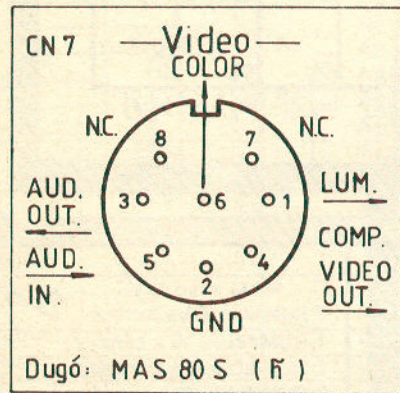 CN 7
Video
COLOR
N.C.
N.C.
8
7
AUD.
OUT.
3
6
1
LUM.
AUD.
IN.
5
2
4
COMP.
VIDEO
OUT.
GND
Dugó: MAS 80 S ( )